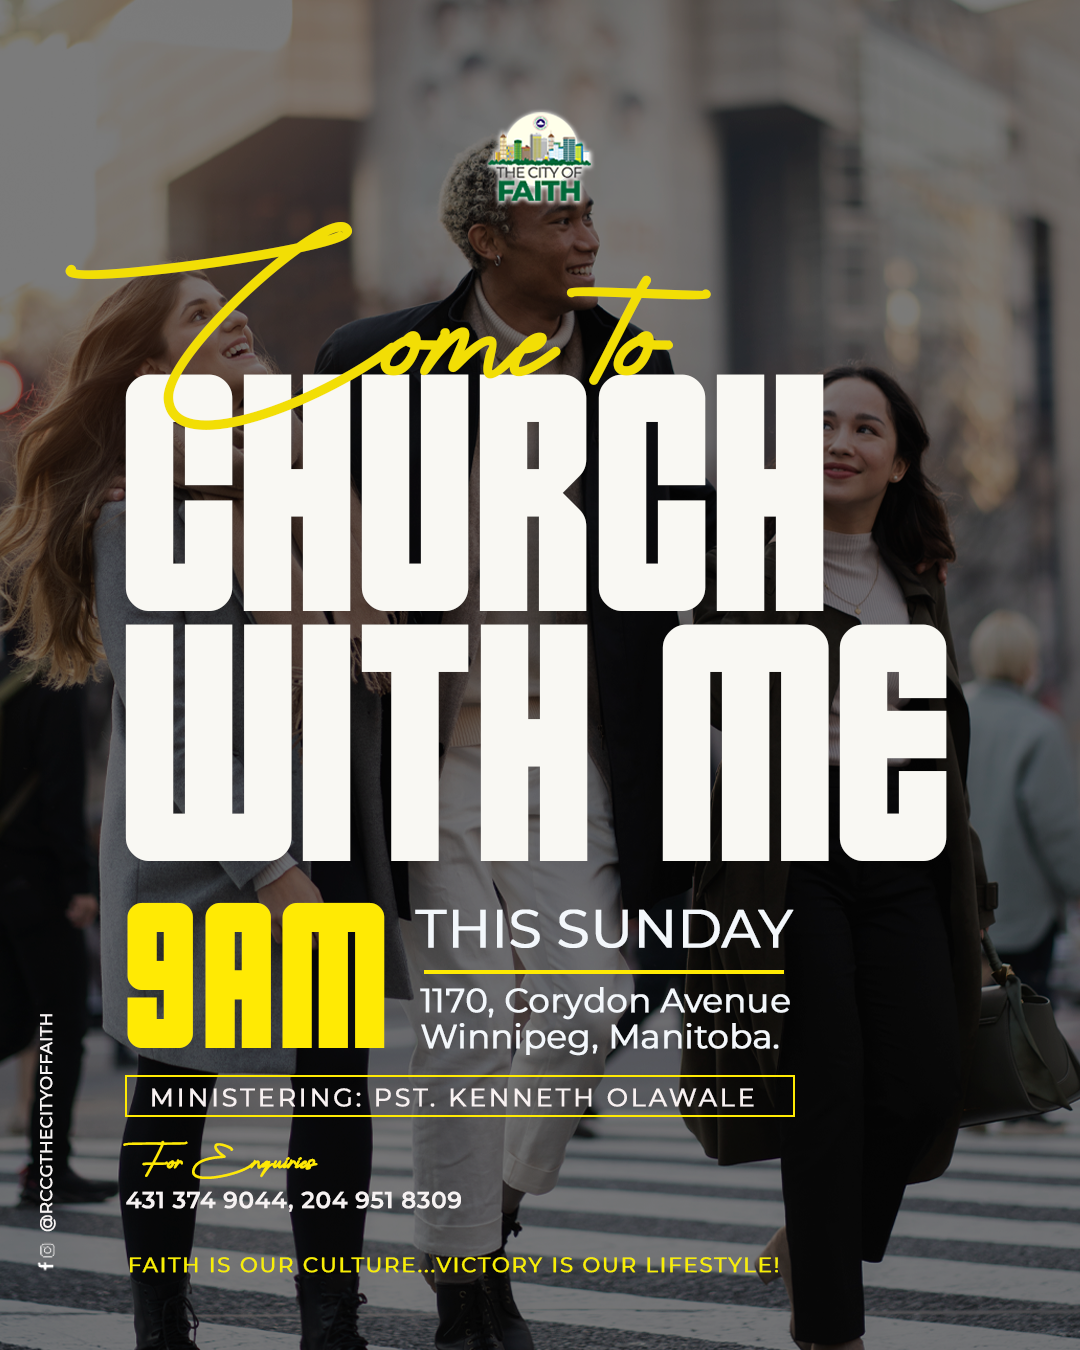 THE CITY OF
FAITH
Come to
CHURCH
WITH ME
9AM
THIS SUNDAY
1170, Corydon Avenue
Winnipeg, Manitoba.
MINISTERING: PST. KENNETH OLAWALE
For Enquiries
431 374 9044, 204 951 8309
FAITH IS OUR CULTURE...VICTORY IS OUR LIFESTYLE!
@RCCGTHECITYOFFAITH